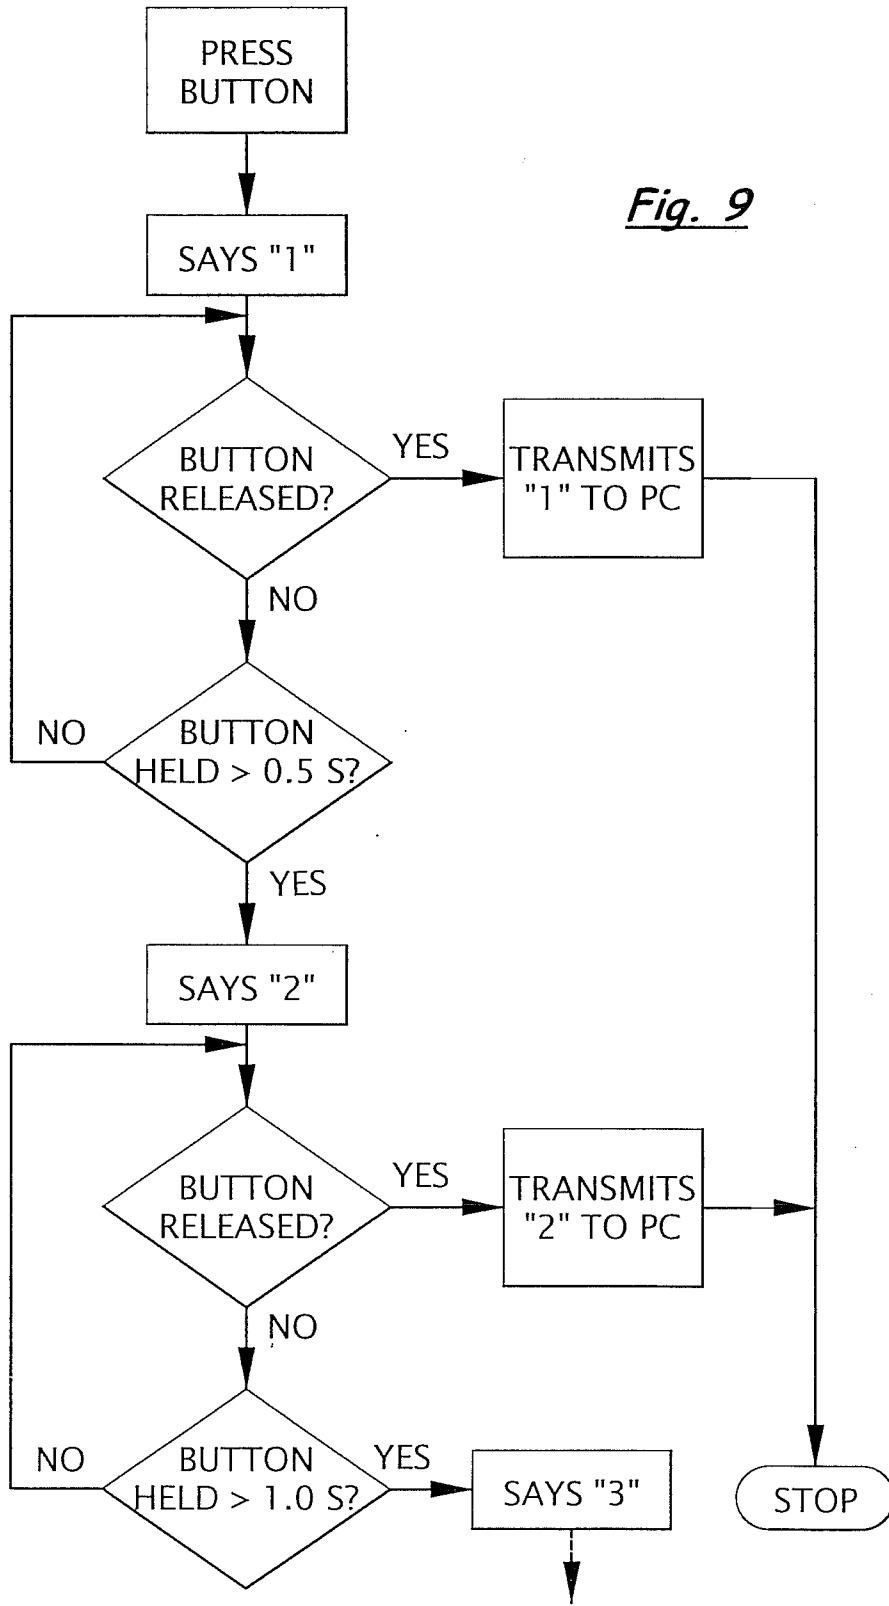 PRESS
BUTTON
Fig. 9
SAYS "1"
BUTTON
RELEASED?
YES
TRANSMITS
"1" TO PC
NO
BUTTON
HELD > 0.5 S?
NO
YES
SAYS "2"
BUTTON
RELEASED?
YES
TRANSMITS
"2" TO PC
NO
BUTTON
HELD > 1.0 S?
NO
YES
SAYS "3"
STOP